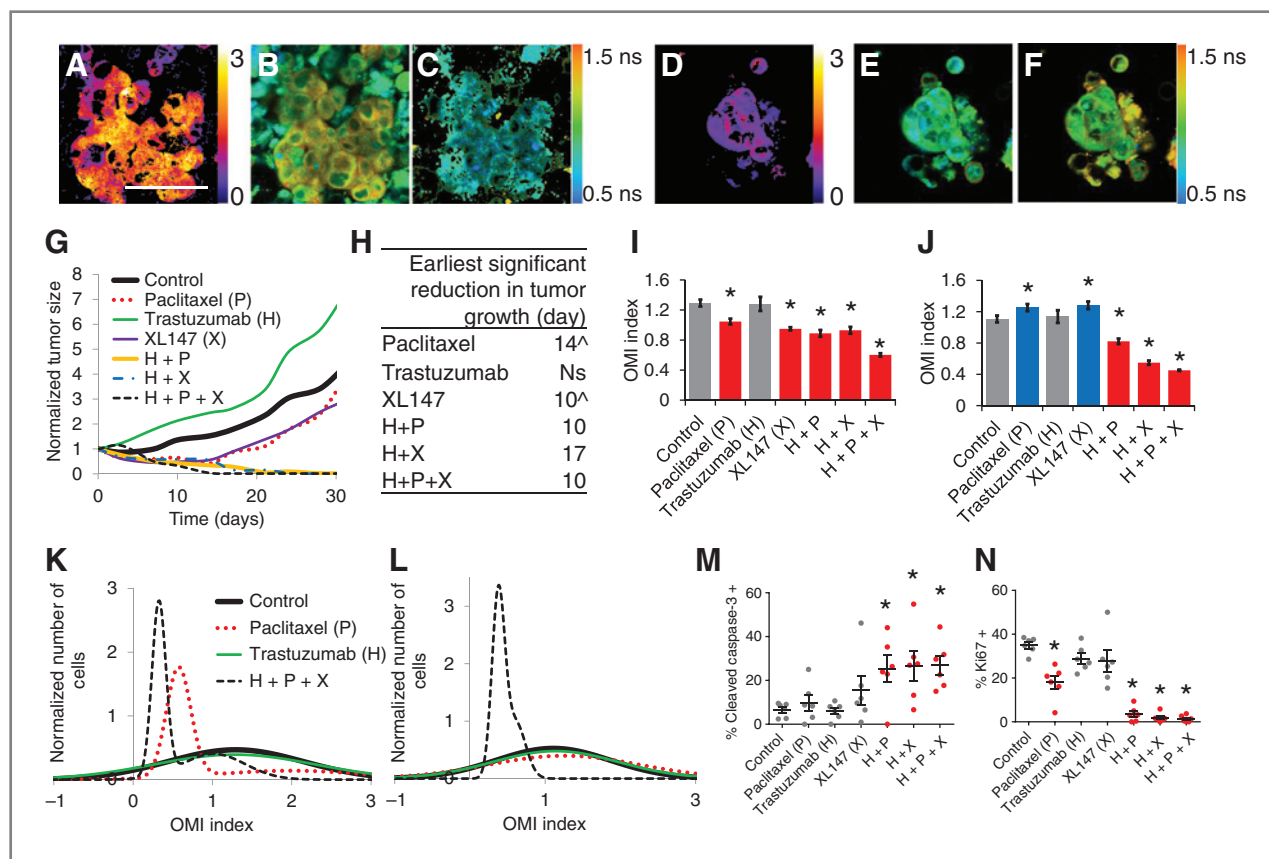 A
3
0
B
C
1.5 ns
0.5 ns
D
3
0
E
F
1.5 ns
0.5 ns
G
Normalized tumor size
8
7
6
5
4
3
2
1
0
Control
Paclitaxel (P)
Trastuzumab (H)
XL147 (X)
H + P
H + X
H + P + X
0 10 20 30
Time (days)
H
Earliest significant
reduction in tumor
growth (day)
Paclitaxel 14^
Trastuzumab Ns
XL147 10^
H+P 10
H+X 17
H+P+X 10
I
OMI index
1.6
1.2
0.8
0.4
0
* * * * *
Control
Paclitaxel (P)
Trastuzumab (H)
XL147 (X)
H + P
H + X
H + P + X
J
OMI index
1.6
1.2
0.8
0.4
0
* * * * *
Control
Paclitaxel (P)
Trastuzumab (H)
XL147 (X)
H + P
H + X
H + P + X
K
Normalized number of
cells
3
2
1
Control
Paclitaxel (P)
Trastuzumab (H)
H + P + X
–1 0 1 2 3
OMI index
L
Normalized number of
cells
3
2
1
–1 1 3
OMI index
M
% Cleaved caspase-3 +
60
40
20
0
* * *
Control
Paclitaxel (P)
Trastuzumab (H)
XL147 (X)
H + P
H + X
H + P + X
N
% Ki67 +
60
40
20
0
* * * *
Control
Paclitaxel (P)
Trastuzumab (H)
XL147 (X)
H + P
H + X
H + P + X